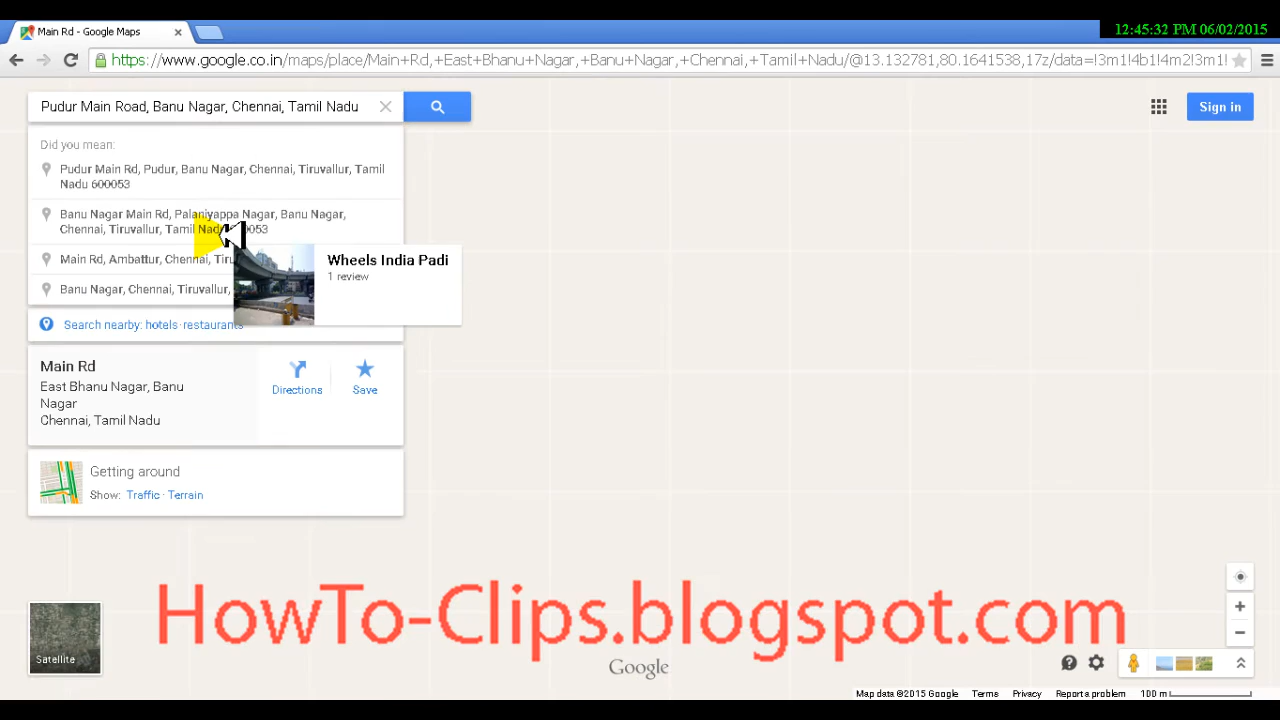 Main Rd - Google Maps
12:45:32 PM 06/02/2015
https://www.google.co.in/maps/place/Main+Rd,+East+Bhanu+Nagar,+Banu+Nagar,+Chennai,+Tamil+Nadu/@13.132781,80.1641538,17z/data=!3m1!4b1!4m2!3m1!
Pudur Main Road, Banu Nagar, Chennai, Tamil Nadu
Sign in
Did you mean:
Pudur Main Rd, Pudur, Banu Nagar, Chennai, Tiruvallur, Tamil
Nadu 600053
Banu Nagar Main Rd, Palaniyappa Nagar, Banu Nagar,
Chennai, Tiruvallur, Tamil
Main Rd, Ambattur, Chennai,
Banu Nagar, Chennai, Tiruvallur,
Wheels India Padi
1 review
Search nearby: hotels · restaurants
Main Rd
East Bhanu Nagar, Banu
Nagar
Chennai, Tamil Nadu
Directions
Save
Getting around
Show: Traffic · Terrain
HowTo-Clips.blogspot.com
Satellite
Google
Map data ©2015 Google
Terms
Privacy
Report a problem
100 m